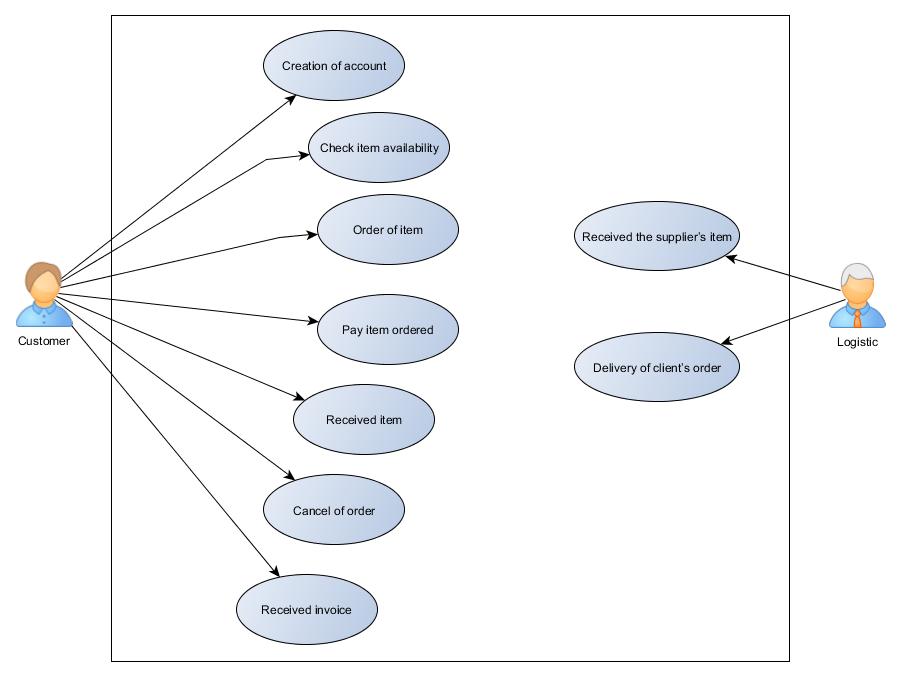 Creation of account
Check item availability
Order of item
Received the supplier's item
Customer
Logistic
Pay item ordered
Delivery of client's order
Received item
Cancel of order
Received invoice